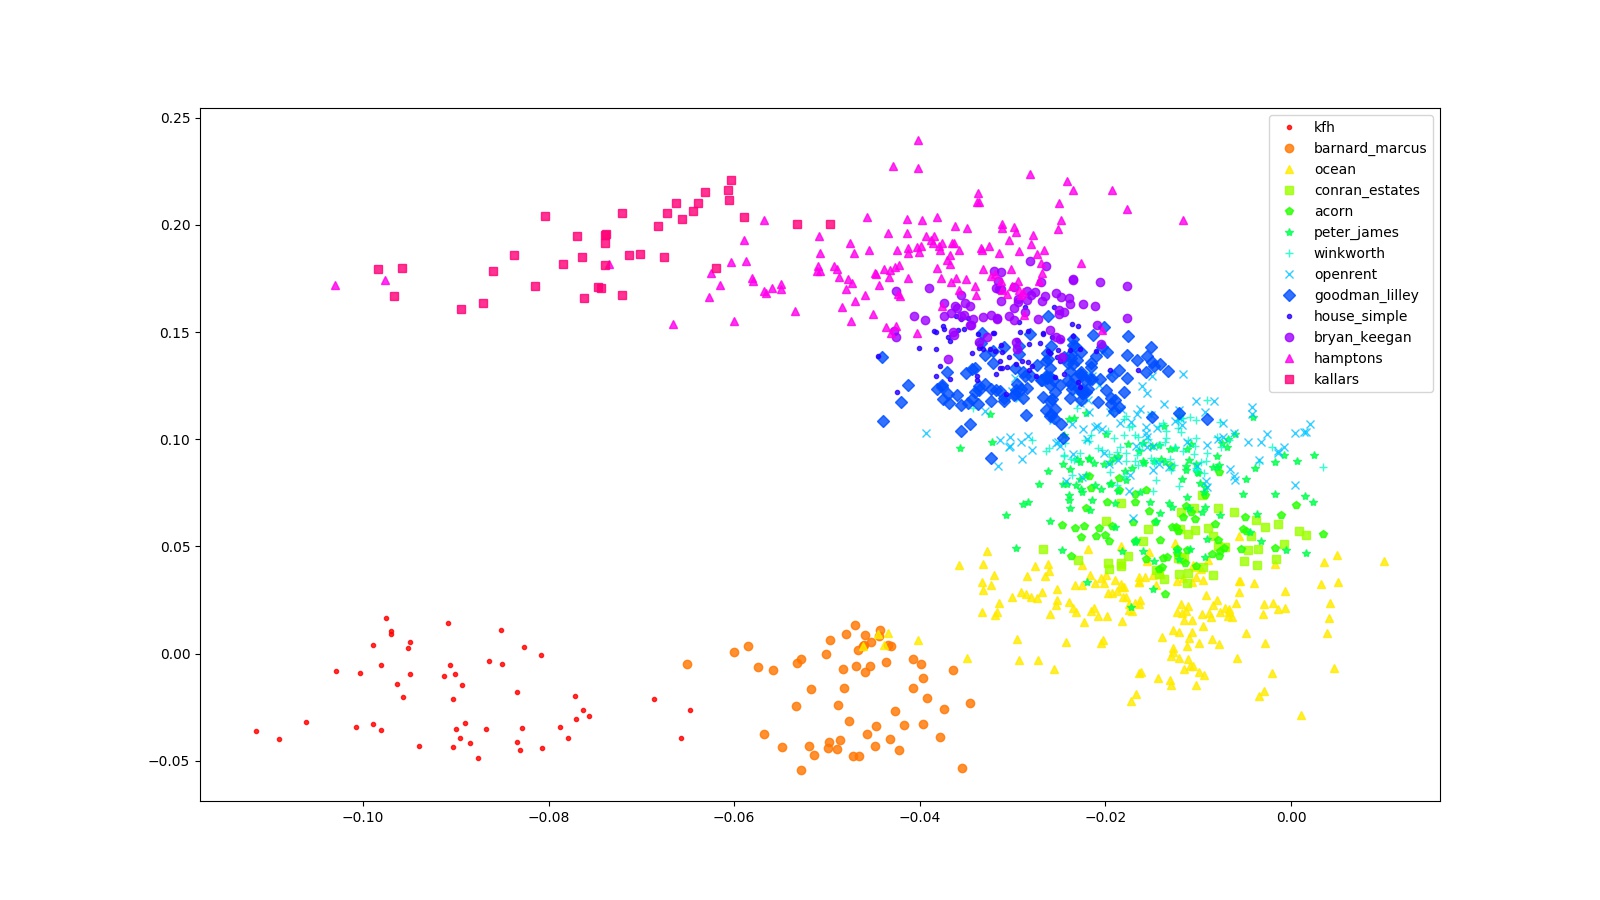 0.25
0.20
0.15
0.10
0.05
0.00
−0.05
−0.10
−0.08
−0.06
−0.04
−0.02
0.00
kfh
barnard_marcus
ocean
conran_estates
acorn
peter_james
winkworth
openrent
goodman_lilley
house_simple
bryan_keegan
hamptons
kallars